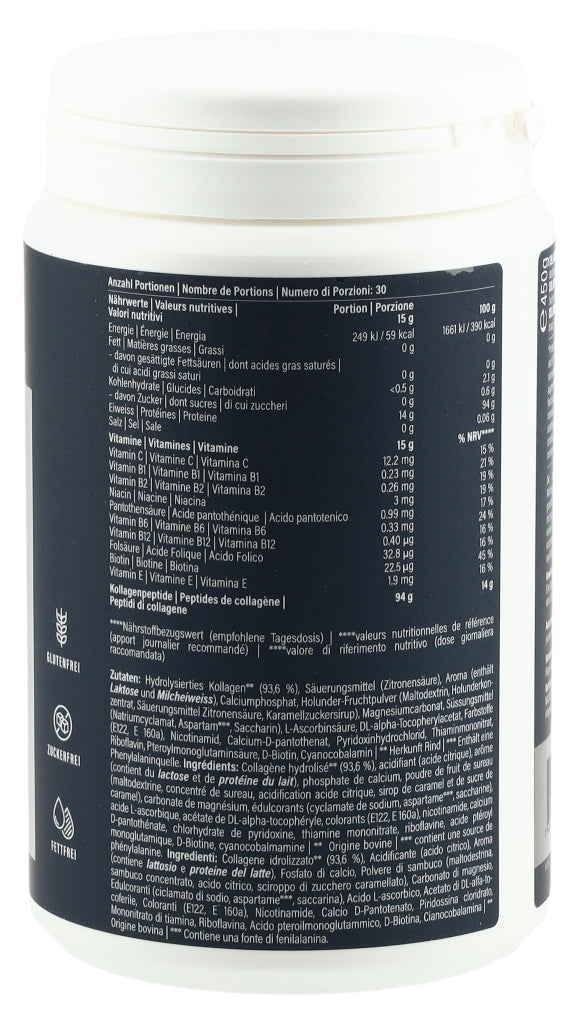 Anzahl Portionen | Nombre de Portions | Numero di Porzioni: 30
Nährwerte | Valeurs nutritives | Valori nutritivi Portion | Porzione 15 g 100 g
Energie | Énergie | Energia 249 kJ / 59 kcal 1661 kJ / 390 kcal
Fett | Matières grasses | Grassi 0 g 0 g
- davon gesättigte Fettsäuren | dont acides gras saturés |
di cui acidi grassi saturi 0 g 0 g
Kohlenhydrate | Glucides | Carboidrati <0.5 g 2.1 g
- davon Zucker | dont sucres | di cui zuccheri 0 g 0.6 g
Eiweiss | Protéines | Proteine 14 g 94 g
Salz | Sel | Sale 0 g 0.06 g
Vitamine | Vitamines | Vitamine 15 g % NRV****
Vitamin C | Vitamine C | Vitamina C 12.2 mg 15 %
Vitamin B1 | Vitamine B1 | Vitamina B1 0.23 mg 21 %
Vitamin B2 | Vitamine B2 | Vitamina B2 0.26 mg 19 %
Niacin | Niacine | Niacina 3 mg 19 %
Pantothensäure | Acide pantothénique | Acido pantotenico 0.99 mg 17 %
Vitamin B6 | Vitamine B6 | Vitamina B6 0.33 mg 24 %
Vitamin B12 | Vitamine B12 | Vitamina B12 0.40 µg 16 %
Folsäure | Acide Folique | Acido Folico 32.8 µg 16 %
Biotin | Biotine | Biotina 22.5 µg 45 %
Vitamin E | Vitamine E | Vitamina E 1.9 mg 16 %
Kollagenpeptide | Peptides de collagène |
Peptidi di collagene 94 g 14 g
****Nährstoffbezugswert (empfohlene Tagesdosis) | ****valeurs nutritionnelles de référence
(apport journalier recommandé) | ****valore di riferimento nutritivo (dose giornaliera
raccomandata)
Zutaten: Hydrolysiertes Kollagen** (93,6 %), Säuerungsmittel (Zitronensäure), Aroma (enthält
Laktose und Milcheiweiss), Calciumphosphat, Holunder-Fruchtpulver (Maltodextrin, Holunderkon-
zentrat, Säuerungsmittel Zitronensäure, Karamellzuckersirup), Magnesiumcarbonat, Süssungsmittel
(Natriumcyclamat, Aspartam***, Saccharin), L-Ascorbinsäure, DL-alpha-Tocopherylacetat, Farbstoffe
(E122, E 160a), Nicotinamid, Calcium-D-pantothenat, Pyridoxinhydrochlorid, Thiaminmononitrat,
Riboflavin, Pteroylmonoglutaminsäure, D-Biotin, Cyanocobalamin | ** Herkunft Rind | *** Enthält eine
Phenylalaninquelle. Ingrédients: Collagène hydrolisé** (93,6 %), acidifiant (acide citrique), arôme
(contient du lactose et de protéine du lait), phosphate de calcium, poudre de fruit de sureau
(maltodextrine, concentré de sureau, acidification acide citrique, sirop de caramel et de sucre de
caramel), carbonate de magnésium, édulcorants (cyclamate de sodium, aspartame***, saccharine),
acide L-ascorbique, acétate de DL-alpha-tocophéryle, colorants (E122, E 160a), nicotinamide, calcium
D-pantothénate, chlorhydrate de pyridoxine, thiamine mononitrate, riboflavine, acide ptéroyl
monoglutamique, D-Biotine, cyanocobalmamine | ** Origine bovine | *** contient une source de
phénylalanine. Ingredienti: Collagene idrolizzato** (93,6 %), Acidificante (acido citrico), Aroma
(contiene lattosio e proteine del latte), Fosfato di calcio, Polvere di sambuco (maltodestrina,
sambuco concentrato, acido citrico, sciroppo di zucchero caramellato), Carbonato di magnesio,
Edulcoranti (ciclamato di sodio, aspartame***, saccarina), Acido L-ascorbico, Acetato di DL-alfa-to-
coferile, Coloranti (E122, E 160a), Nicotinamide, Calcio D-Pantotenato, Piridossina cloridrato,
Mononitrato di tiamina, Riboflavina, Acido pteroilmonoglutammico, D-Biotina, Cianocobalamina | **
Origine bovina | *** Contiene una fonte di fenilalanina.
GLUTENFREI
ZUCKERFREI
FETTFREI
℮ 450 g